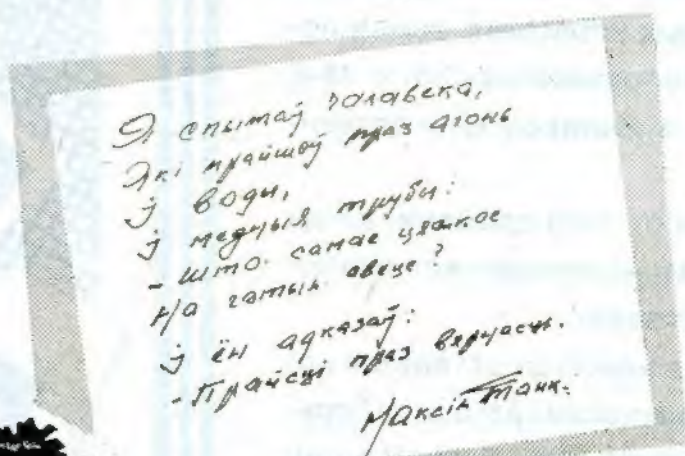 Я спытаў чалавека,
Які прайшоў праз агонь
І воды,
І медныя трубы:
- Што самае цяжкое
На гэтым свеце?
І ён адказаў:
- Прайсці праз вернасць.
Максім Танк.